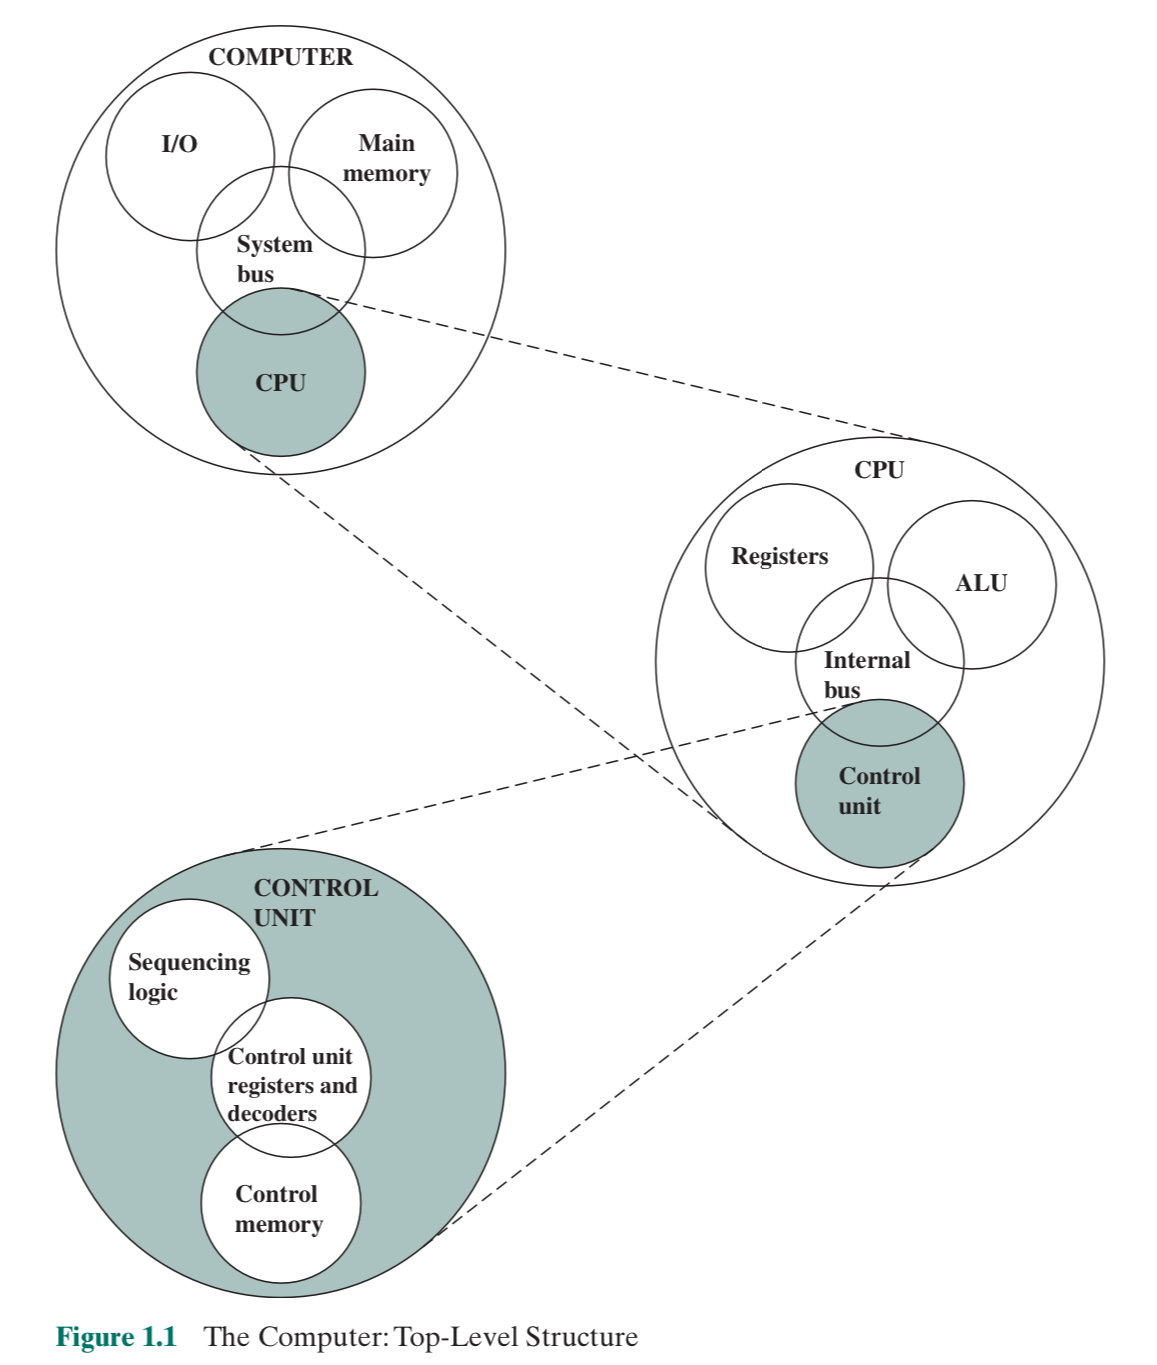 COMPUTER
I/O
Main
memory
System
bus
CPU
CPU
Registers
ALU
Internal
bus
Control
unit
CONTROL
UNIT
Sequencing
logic
Control unit
registers and
decoders
Control
memory
Figure 1.1 The Computer: Top-Level Structure